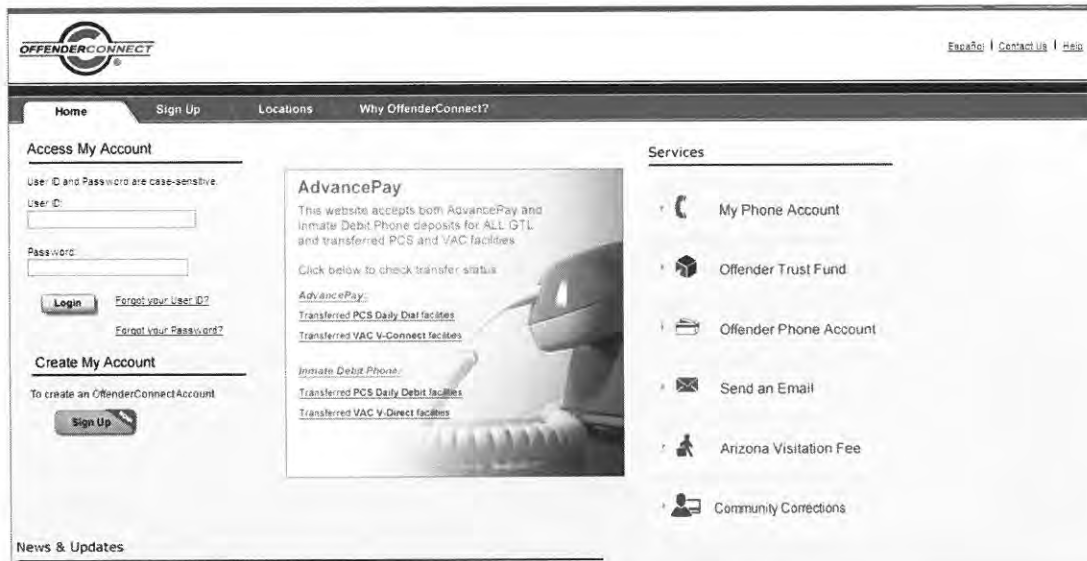 OFFENDERCONNECT
®
Español | Contact Us | Help
Home Sign Up Locations Why OffenderConnect?
Access My Account
User ID and Password are case-sensitive.
User ID:
Password:
Login Forgot your User ID?
Forgot your Password?
Create My Account
To create an OffenderConnect Account
Sign Up
AdvancePay
This website accepts both AdvancePay and
Inmate Debit Phone deposits for ALL GTL
and transferred PCS and VAC facilities
Click below to check transfer status
AdvancePay:
Transferred PCS Daily Dial facilities
Transferred VAC V-Connect facilities
Inmate Debit Phone:
Transferred PCS Daily Debit facilities
Transferred VAC V-Direct facilities
Services
My Phone Account
Offender Trust Fund
Offender Phone Account
Send an Email
Arizona Visitation Fee
Community Corrections
News & Updates